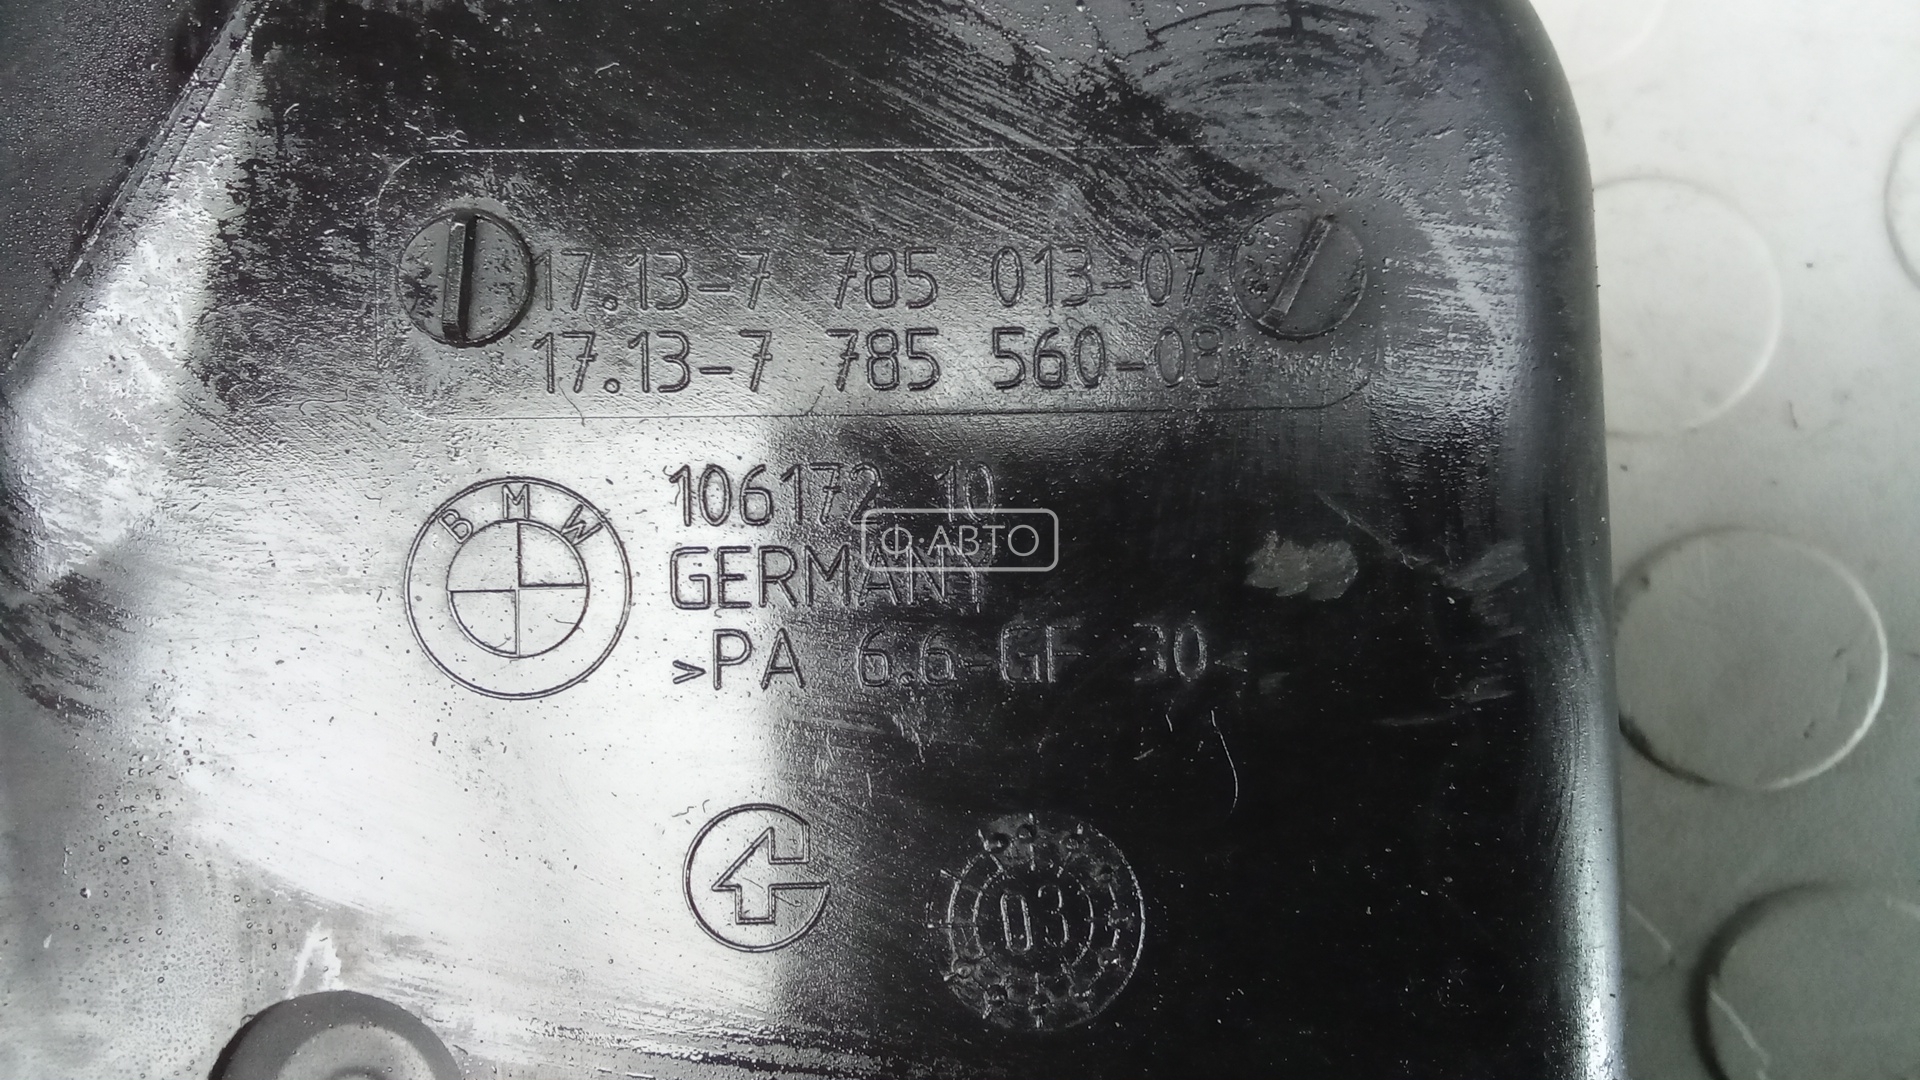 17.13-7 785 013-07
17.13-7 785 560-08
BMW
106172 10
Ф·АВТО
GERMANY
>PA 6.6-GF 30<
03